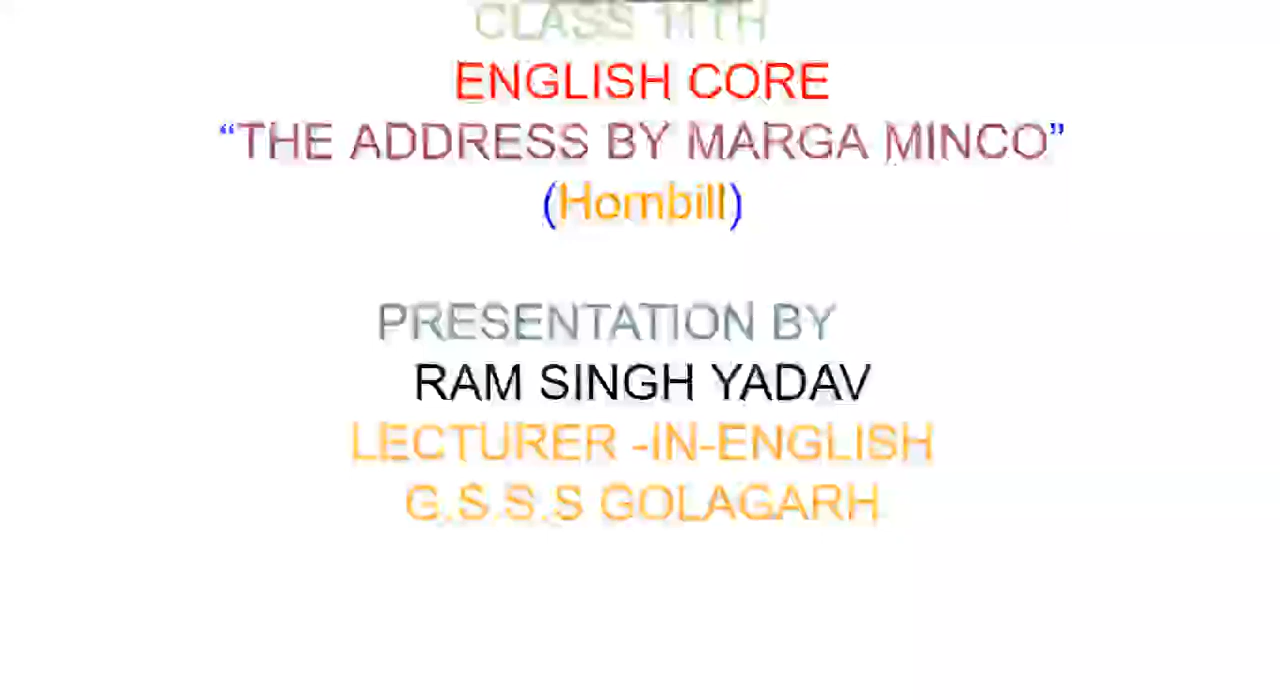 CLASS 11TH
ENGLISH CORE
“THE ADDRESS BY MARGA MINCO”
(Hornbill)
PRESENTATION BY
RAM SINGH YADAV
LECTURER -IN-ENGLISH
G.S.S.S GOLAGARH